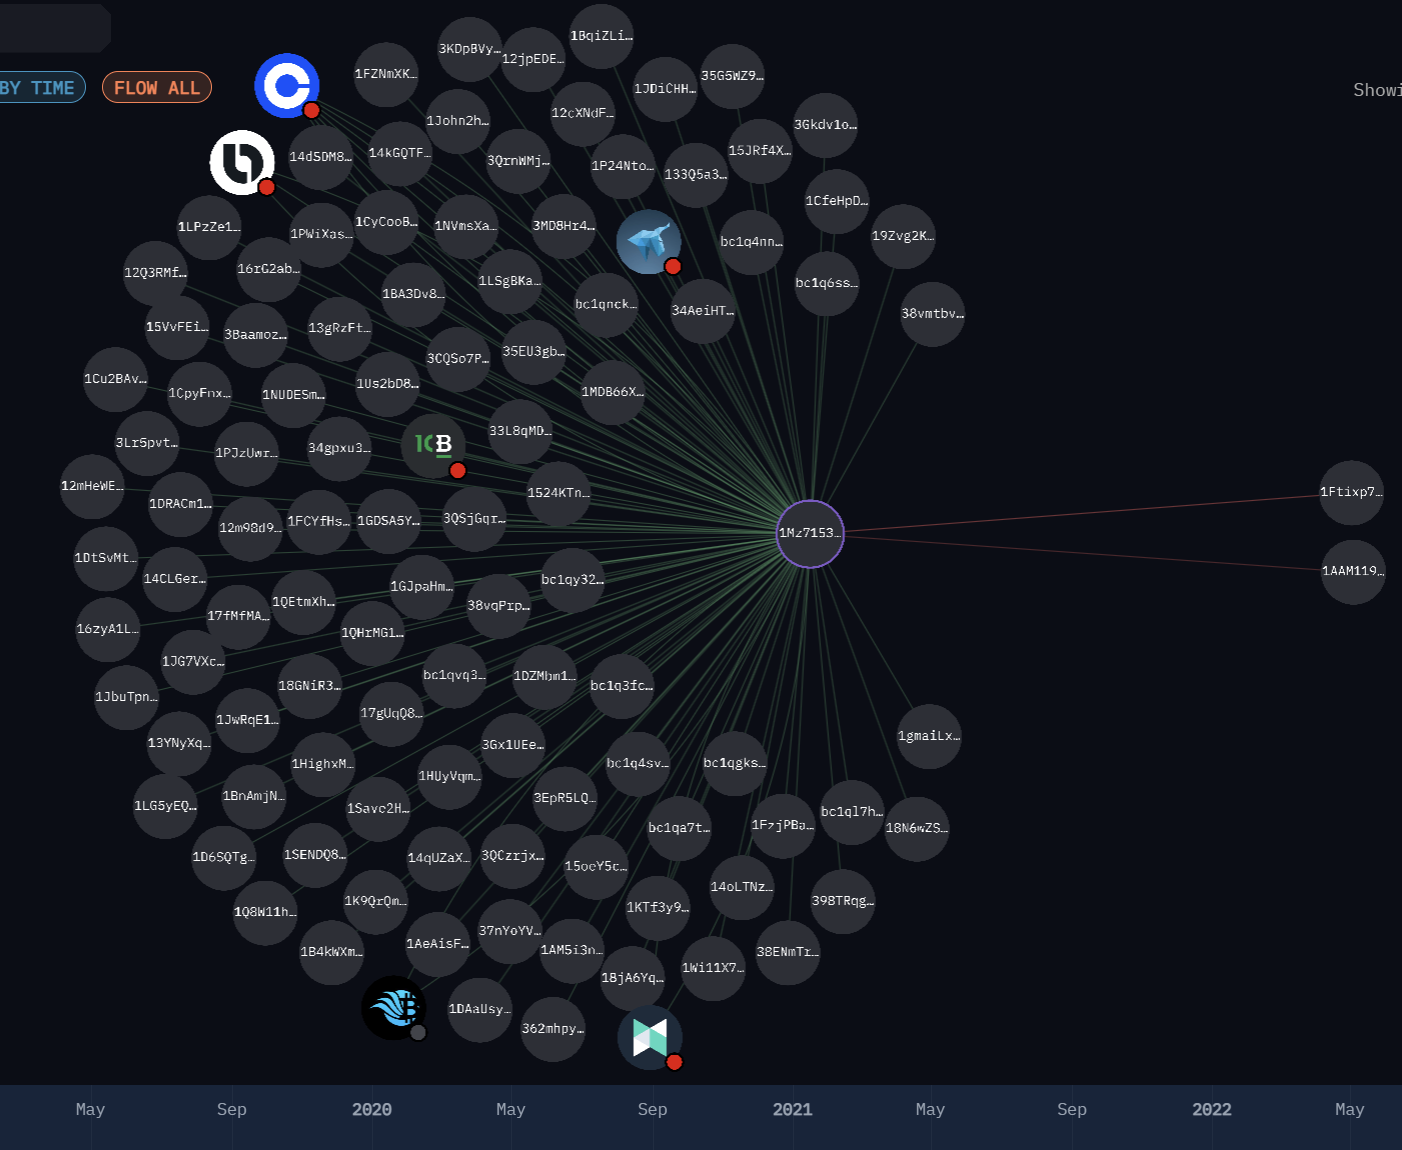 BY TIME
FLOW ALL
Showi
1BqiZLi…
3KDpBVy…
12jpEDE…
1FZNmXK…
35G5WZ9…
1JDiCHH…
12cXNdF…
1John2h…
3Gkdv1o…
14dSDM8…
14kGQTF…
3QrnWMj…
1P24Nto…
133Q5a3…
15JRf4X…
1CfeHpD…
1LPzZe1…
1PWiXas…
1CyCooB…
1NVmsXa…
3MD8Hr4…
bc1q4nn…
19Zvg2K…
12Q3RMf…
16rG2ab…
1BA3Dv8…
1LSgBKa…
bc1qnck…
34AeiHT…
bc1q6ss…
38vmtbv…
15VvFEi…
3Baamoz…
13gRzFt…
3CQSo7P…
35EU3gb…
1Cu2BAv…
1CpyFnx…
1NUDESm…
1Us2bD8…
1MDB66X…
3Lr5pvt…
1PJzUwr…
34gpxu3…
10B
33L8qMD…
12mHeWE…
1DRACm1…
12m98d9…
1FCYfHs…
1GDSA5Y…
3QSjGqr…
1524KTn…
1Mz7153…
1Ftixp7…
1DtSvMt…
14CLGer…
1QEtmXh…
1GJpaHm…
38vqPrp…
bc1qy32…
1AAM119…
16zyA1L…
17fMfMA…
1QHrMG1…
1JG7VXc…
18GNiR3…
bc1qvq3…
1DZMbm1…
bc1q3fc…
1JbuTpn…
1JwRqE1…
17gUqQ8…
13YNyXq…
1HighxM…
1HUyVqm…
3Gx1UEe…
bc1q4sv…
bc1qgks…
1gmaiLx…
1LG5yEQ…
1BnAmjN…
1Save2H…
3EpR5LQ…
bc1qa7t…
1FzjPBa…
bc1ql7h…
18N6wZS…
1D6SQTg…
1SENDQ8…
14qUZaX…
3QCzrjx…
14oLTNz…
1Q8W11h…
1K9QrQm…
1KTf3y9…
39BTRqg…
1B4kWXm…
1AeAisF…
37nYoYV…
1AM5i3n…
18jA6Yq…
1Wi11X7…
38ENmTr…
1DAaUsy…
362mhpy…
May Sep 2020 May Sep 2021 May Sep 2022 May